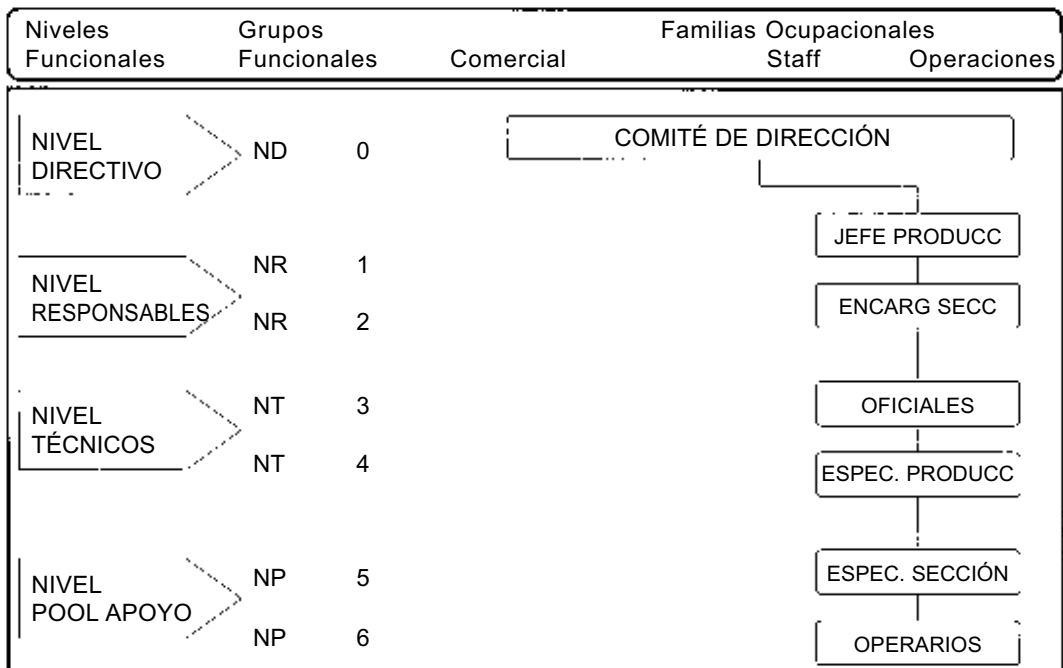 Niveles Grupos Familias Ocupacionales
Funcionales Funcionales Comercial Staff Operaciones
NIVEL
DIRECTIVO
ND 0
COMITÉ DE DIRECCIÓN
JEFE PRODUCC
NIVEL
RESPONSABLES
NR 1
NR 2
ENCARG SECC
NIVEL
TÉCNICOS
NT 3
NT 4
OFICIALES
ESPEC. PRODUCC
NIVEL
POOL APOYO
NP 5
NP 6
ESPEC. SECCIÓN
OPERARIOS